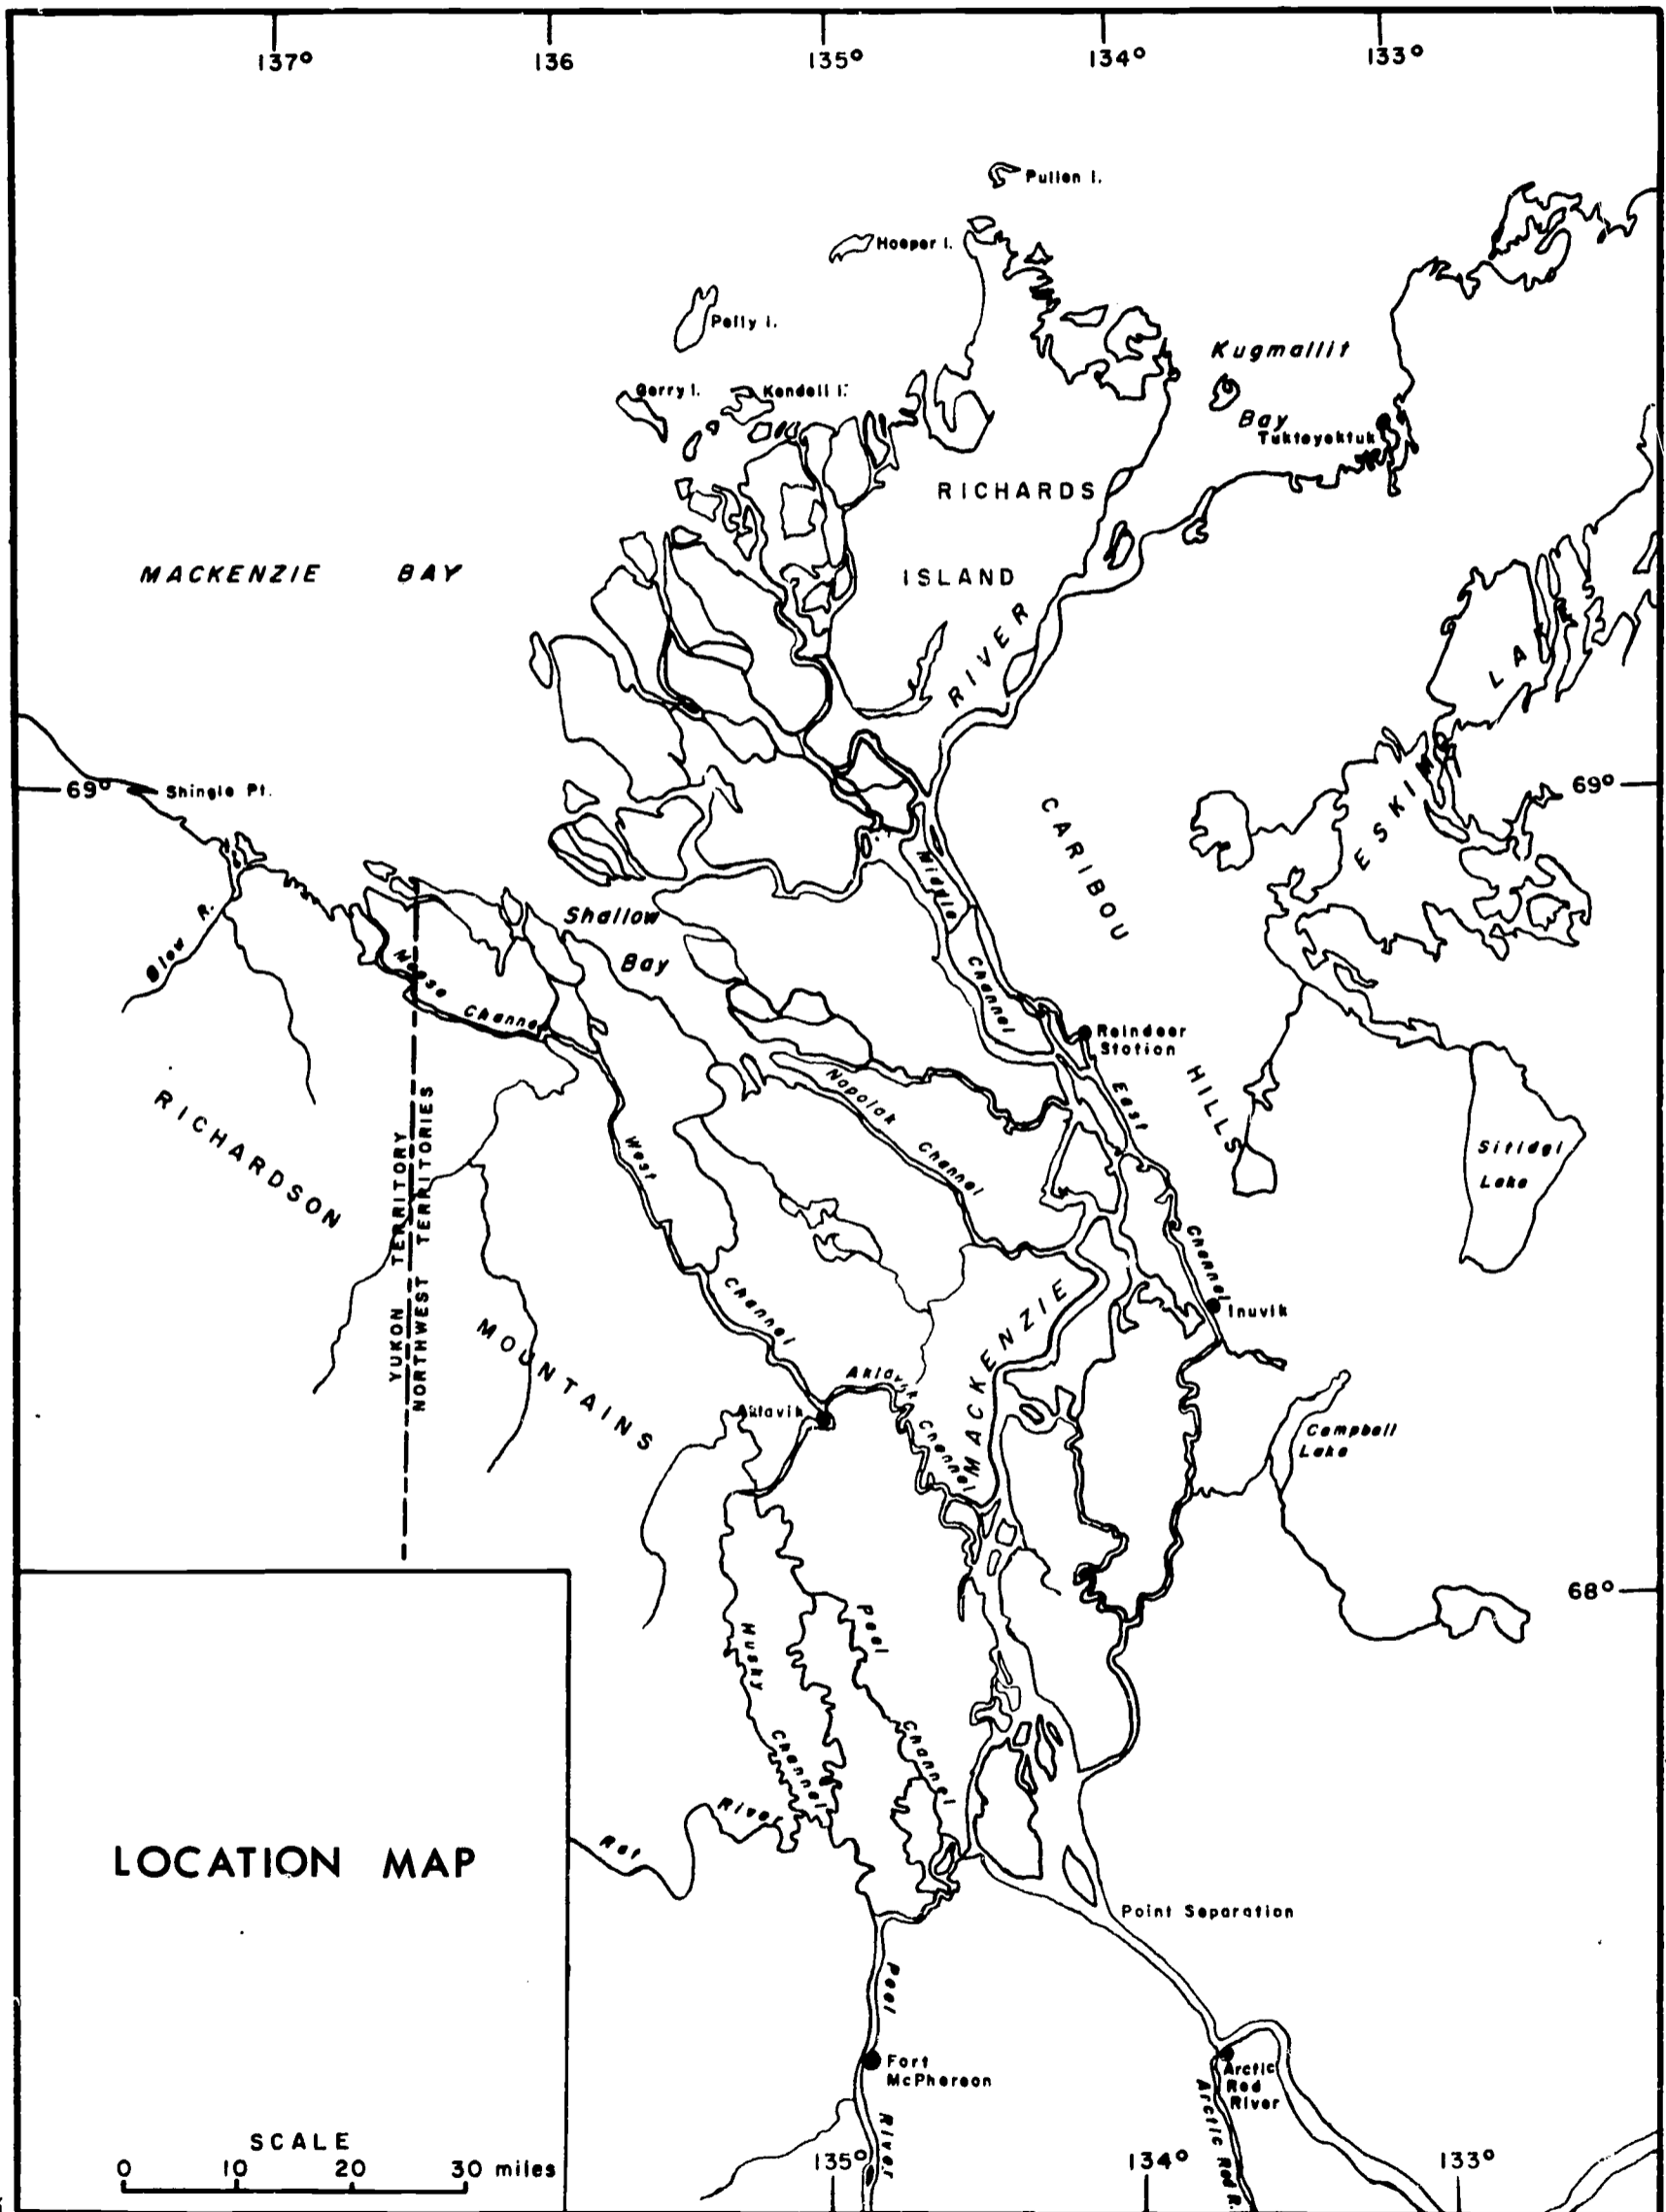 137° 136 135° 134° 133°
Pullen I.
Hooper I.
Pelly I.
Kugmallit
Bay
Garry I.
Kendall I.
Tuktoyaktuk
RICHARDS
ISLAND
MACKENZIE BAY
RIVER
ESKIMO LA
69°
Shingle Pt.
69°
CARIBOU
HILLS
Middle
Channel
Shallow
Bay
Blow R.
Moose
Channel
Reindeer
Station
East
Channel
Napoiak
Channel
RICHARDSON
MOUNTAINS
YUKON TERRITORY
NORTHWEST TERRITORIES
West
Channel
Sitidgi
Lake
Inuvik
MACKENZIE
Aklavik
Channel
Aklavik
Campbell
Lake
68°
Husky
Channel
Peel
Channel
Rat River
Point Separation
LOCATION MAP
Peel
River
Fort
McPherson
Arctic
Red
River
Arctic Red R.
SCALE
0 10 20 30 miles
135° 134° 133°